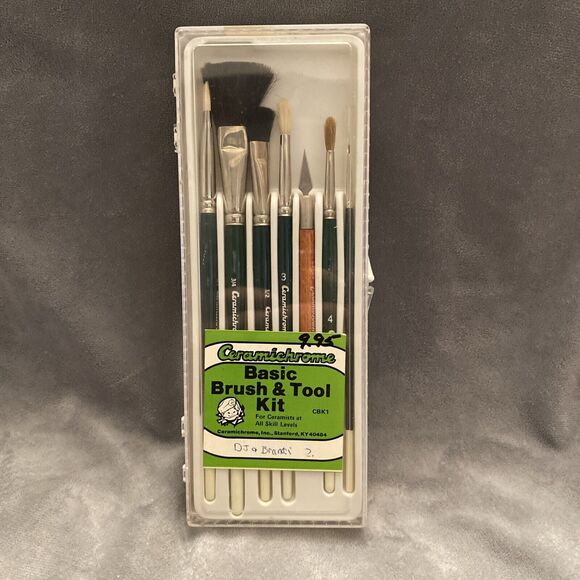 3/4
Ceramichrome
1/2
Ceramichrome
3
Ceramichrome
4
9.95
Ceramichrome
Basic
Brush & Tool
Kit
CBK1
For Ceramists at
All Skill Levels
Ceramichrome, Inc., Stanford, KY 40484